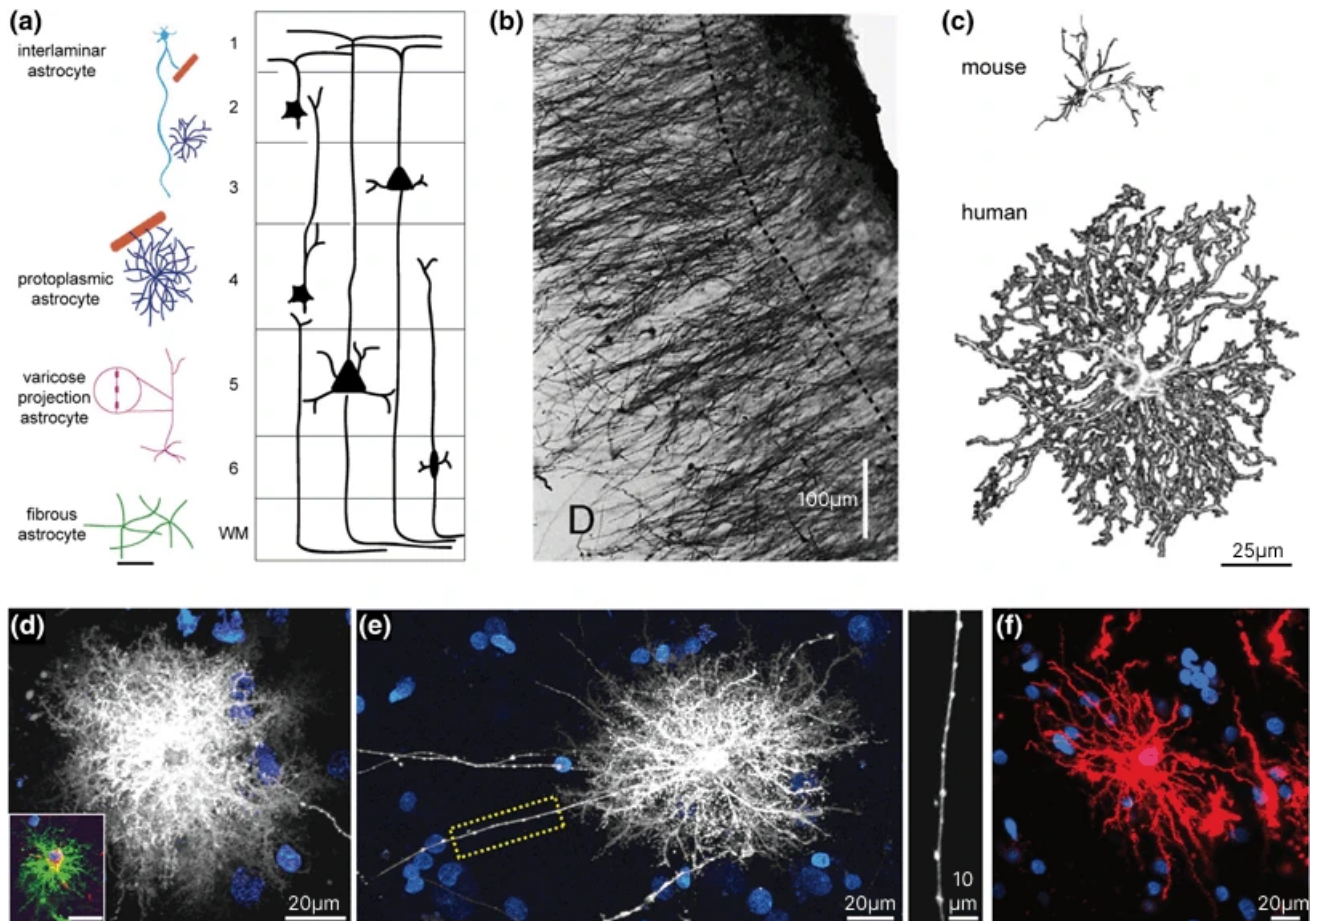 (a)
interlaminar
astrocyte
protoplasmic
astrocyte
varicose
projection
astrocyte
fibrous
astrocyte
1
2
3
4
5
6
WM
(b)
D
100µm
(c)
mouse
human
25µm
(d)
20µm
(e)
20µm
10
µm
(f)
20µm